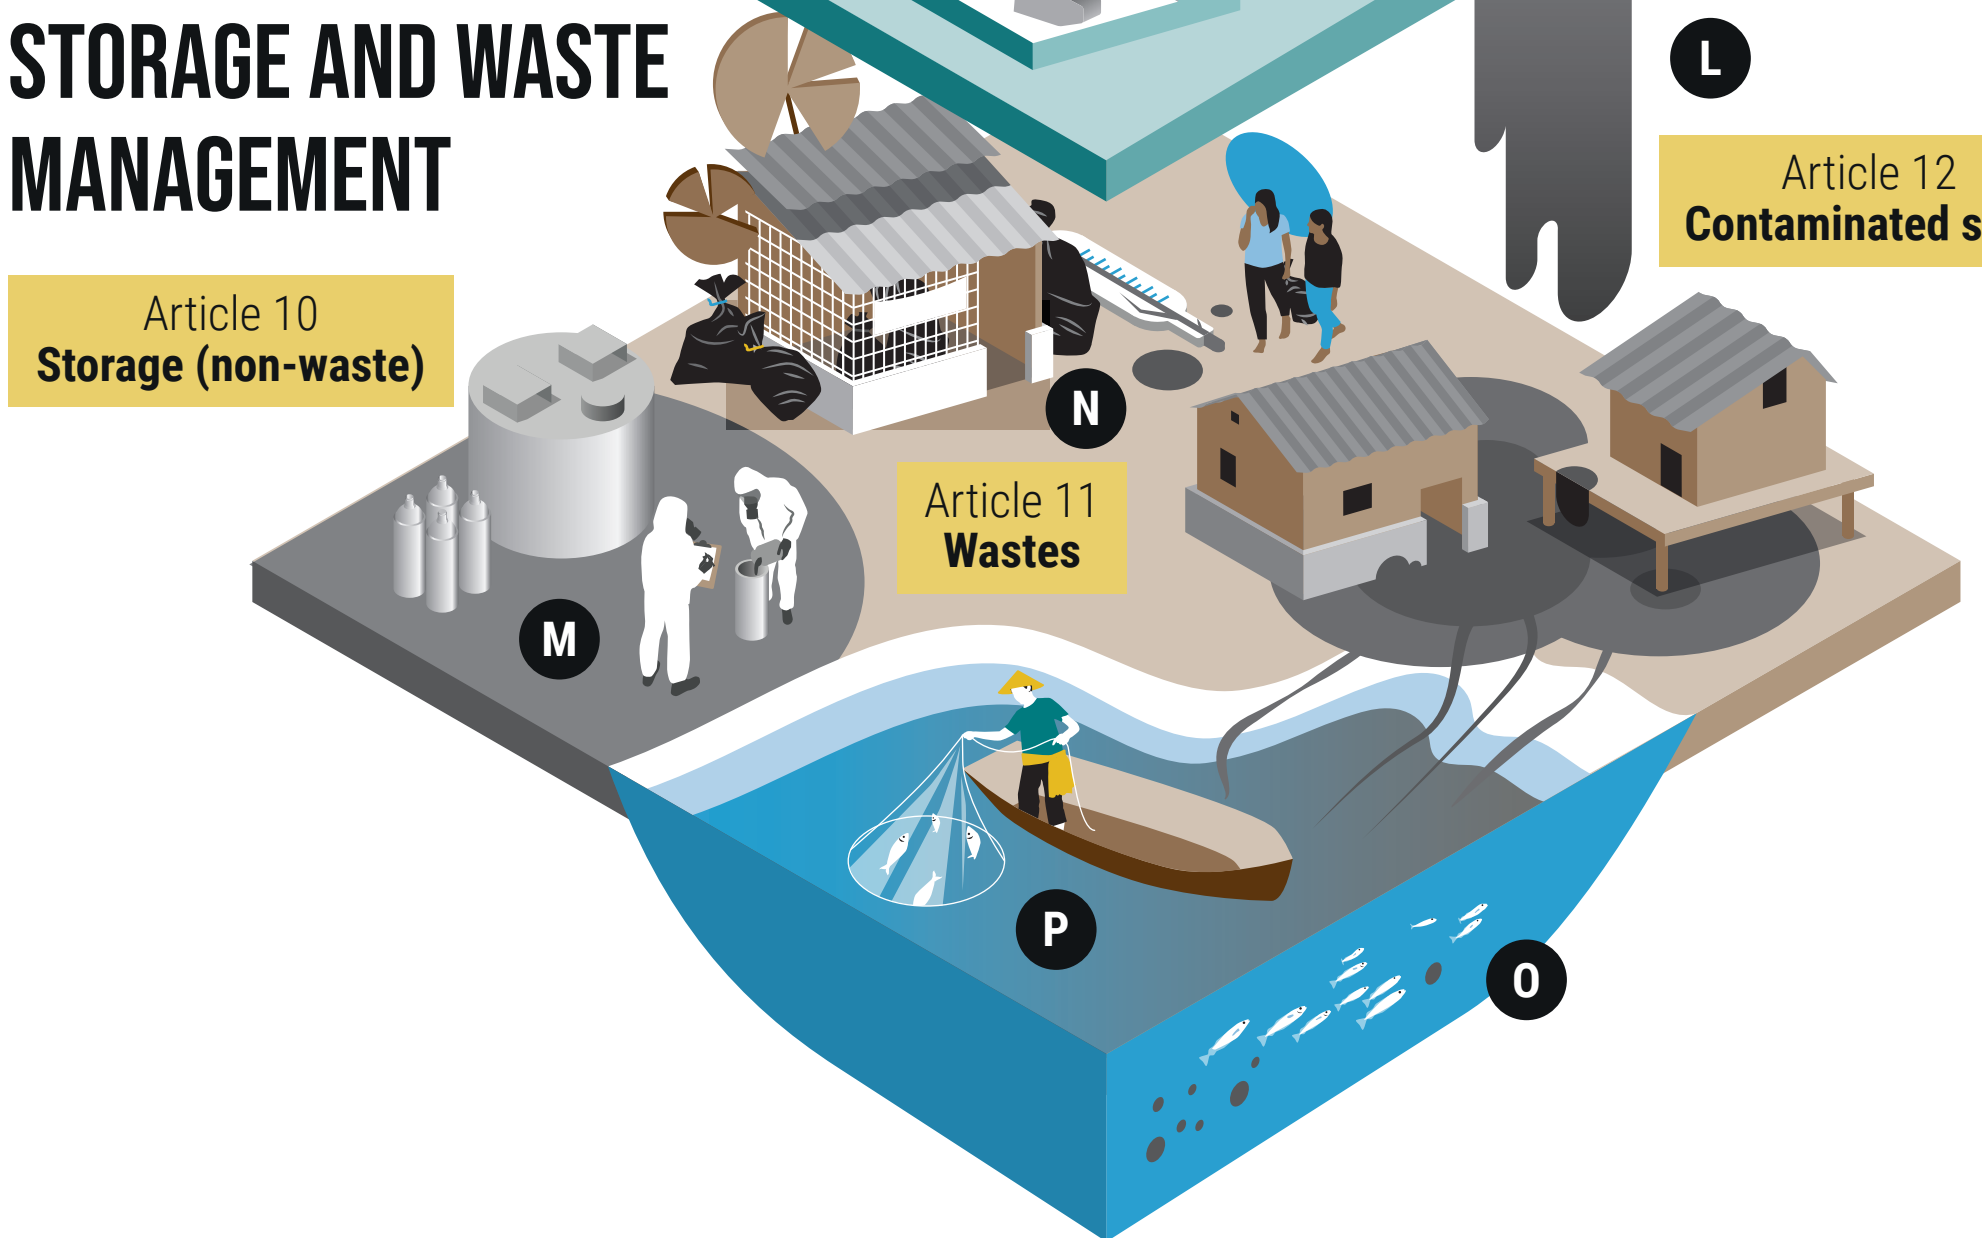 STORAGE AND WASTE
MANAGEMENT
L
Article 12
Contaminated s
Article 10
Storage (non-waste)
N
Article 11
Wastes
M
P
O